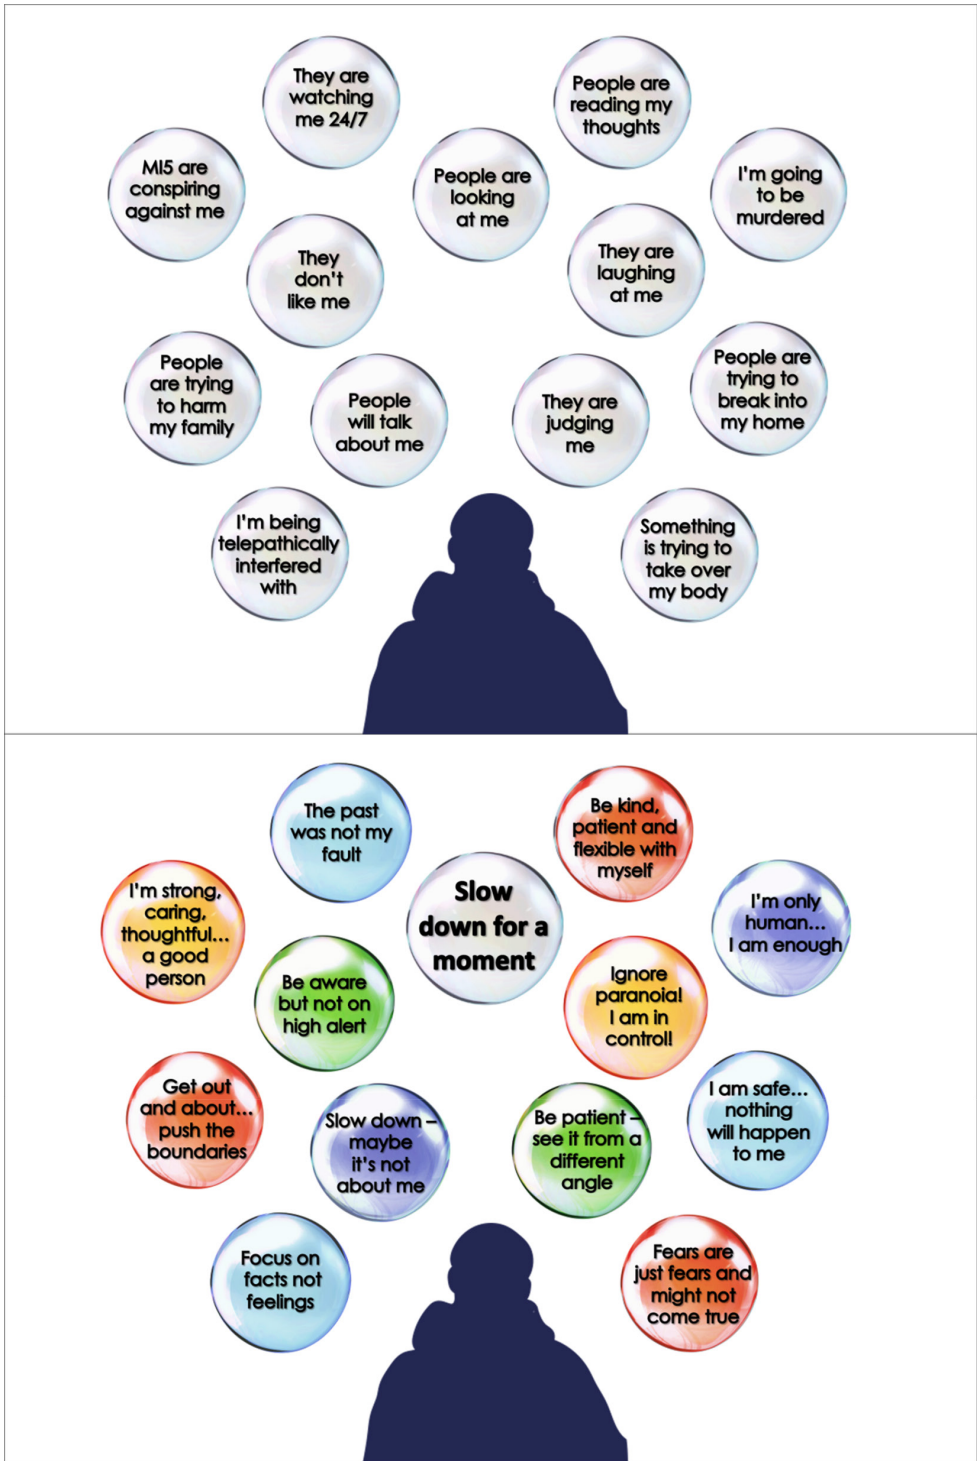 They are
watching
me 24/7
People are
reading my
thoughts
MI5 are
conspiring
against me
People are
looking
at me
I'm going
to be
murdered
They
don't
like me
They are
laughing
at me
People
are trying
to harm
my family
People
will talk
about me
They are
judging
me
People are
trying to
break into
my home
I'm being
telepathically
interfered
with
Something
is trying to
take over
my body
The past
was not my
fault
Be kind,
patient and
flexible with
myself
I'm strong,
caring,
thoughtful...
a good
person
Slow
down for a
moment
I'm only
human...
I am enough
Be aware
but not on
high alert
Ignore
paranoia!
I am in
control!
Get out
and about...
push the
boundaries
Slow down –
maybe
it's not
about me
Be patient –
see it from a
different
angle
I am safe...
nothing
will happen
to me
Focus on
facts not
feelings
Fears are
just fears and
might not
come true